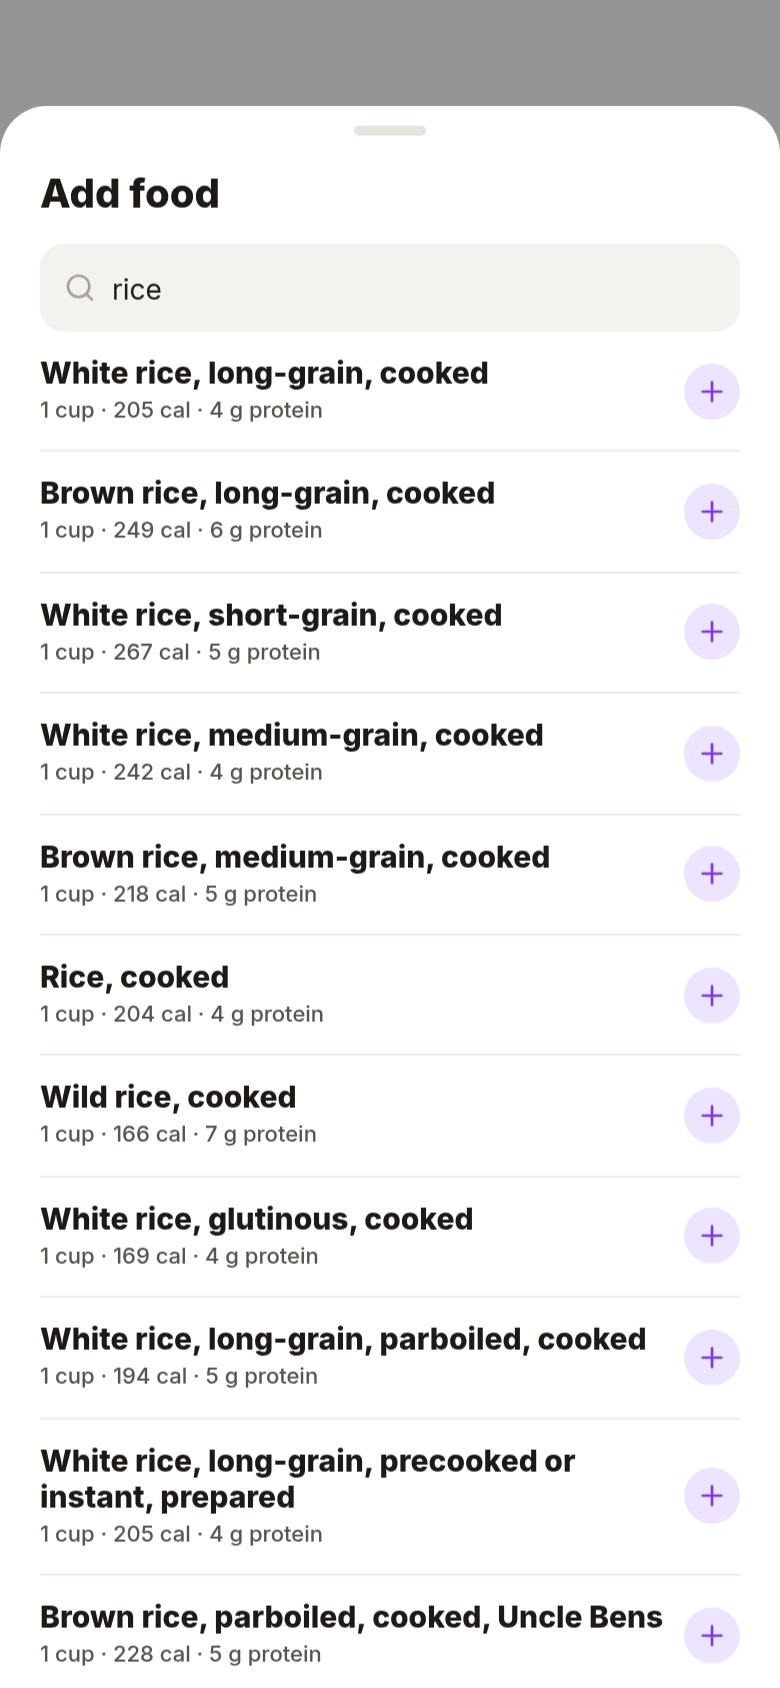 Add food
rice
White rice, long-grain, cooked
1 cup · 205 cal · 4 g protein
Brown rice, long-grain, cooked
1 cup · 249 cal · 6 g protein
White rice, short-grain, cooked
1 cup · 267 cal · 5 g protein
White rice, medium-grain, cooked
1 cup · 242 cal · 4 g protein
Brown rice, medium-grain, cooked
1 cup · 218 cal · 5 g protein
Rice, cooked
1 cup · 204 cal · 4 g protein
Wild rice, cooked
1 cup · 166 cal · 7 g protein
White rice, glutinous, cooked
1 cup · 169 cal · 4 g protein
White rice, long-grain, parboiled, cooked
1 cup · 194 cal · 5 g protein
White rice, long-grain, precooked or
instant, prepared
1 cup · 205 cal · 4 g protein
Brown rice, parboiled, cooked, Uncle Bens
1 cup · 228 cal · 5 g protein